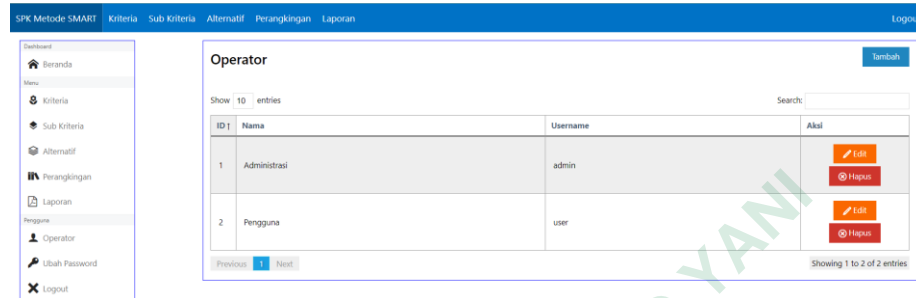 SPK Metode SMART Kriteria Sub Kriteria Alternatif Perangkingan Laporan Logou
Dashboard
Beranda
Menu
Kriteria
Sub Kriteria
Alternatif
Perangkingan
Laporan
Pengguna
Operator
Ubah Password
Logout
Operator
Tambah
Show 10 entries Search:
ID Nama Username Aksi
1 Administrasi admin Edit
Hapus
2 Pengguna user Edit
Hapus
Previous 1 Next Showing 1 to 2 of 2 entries
YANI